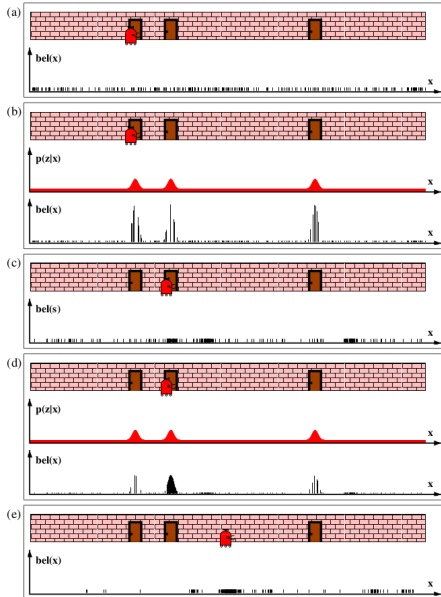 (a)
bel(x)
x
(b)
p(z|x)
x
bel(x)
x
(c)
bel(s)
x
(d)
p(z|x)
x
bel(x)
x
(e)
bel(x)
x